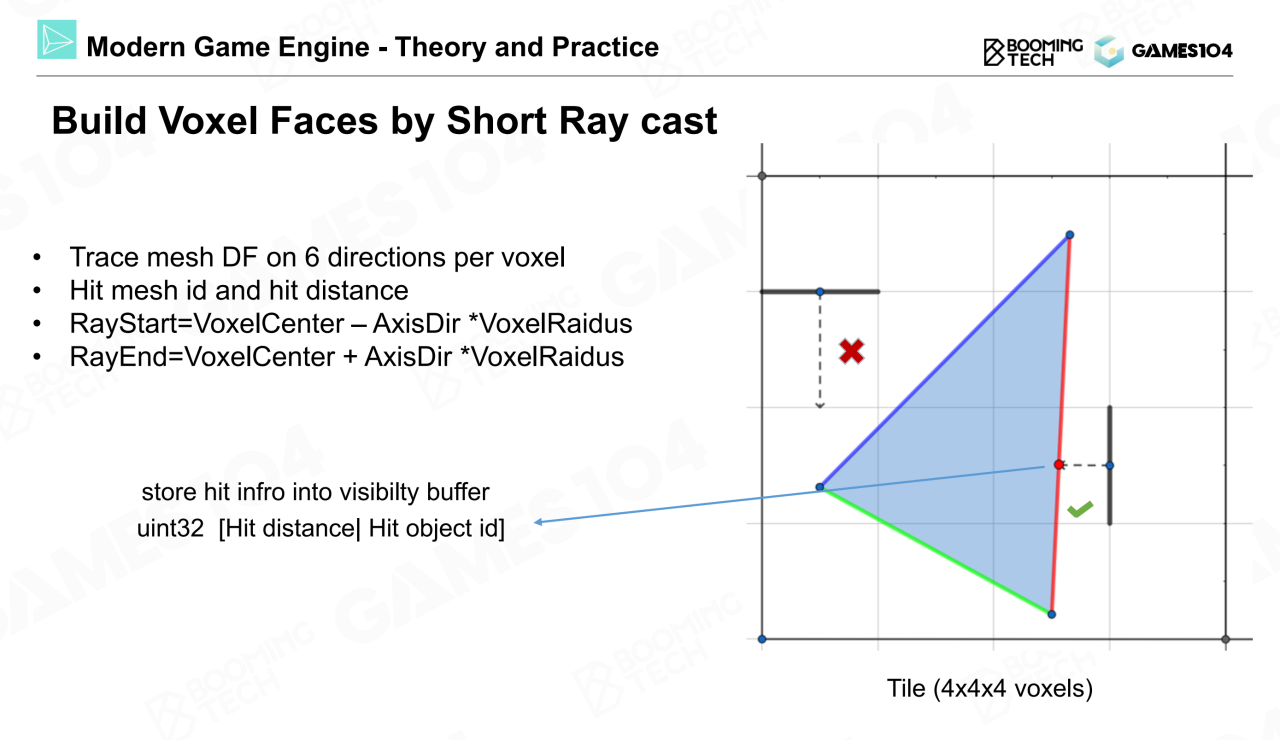 Modern Game Engine - Theory and Practice
BOOMING
TECH
GAMES104
Build Voxel Faces by Short Ray cast
• Trace mesh DF on 6 directions per voxel
• Hit mesh id and hit distance
• RayStart=VoxelCenter – AxisDir *VoxelRaidus
• RayEnd=VoxelCenter + AxisDir *VoxelRaidus
store hit infro into visibilty buffer
uint32 [Hit distance| Hit object id]
Tile (4x4x4 voxels)